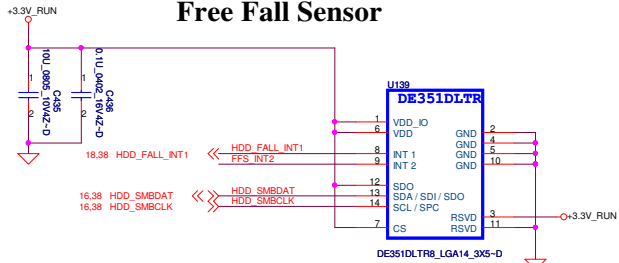 Free Fall Sensor
+3.3V_RUN
10U_0805_10V4Z~D
C435
1
2
0.1U_0402_16V4Z~D
C436
1
2
U139
DE351DLTR
1 VDD_IO
6 VDD
GND 2
GND 4
GND 5
GND 10
18,38 HDD_FALL_INT1 HDD_FALL_INT1 8 INT 1
FFS_INT2 9 INT 2
12 SDO
16,38 HDD_SMBDAT HDD_SMBDAT 13 SDA / SDI / SDO
16,38 HDD_SMBCLK HDD_SMBCLK 14 SCL / SPC
RSVD 3 +3.3V_RUN
7 CS RSVD 11
DE351DLTR8_LGA14_3X5~D